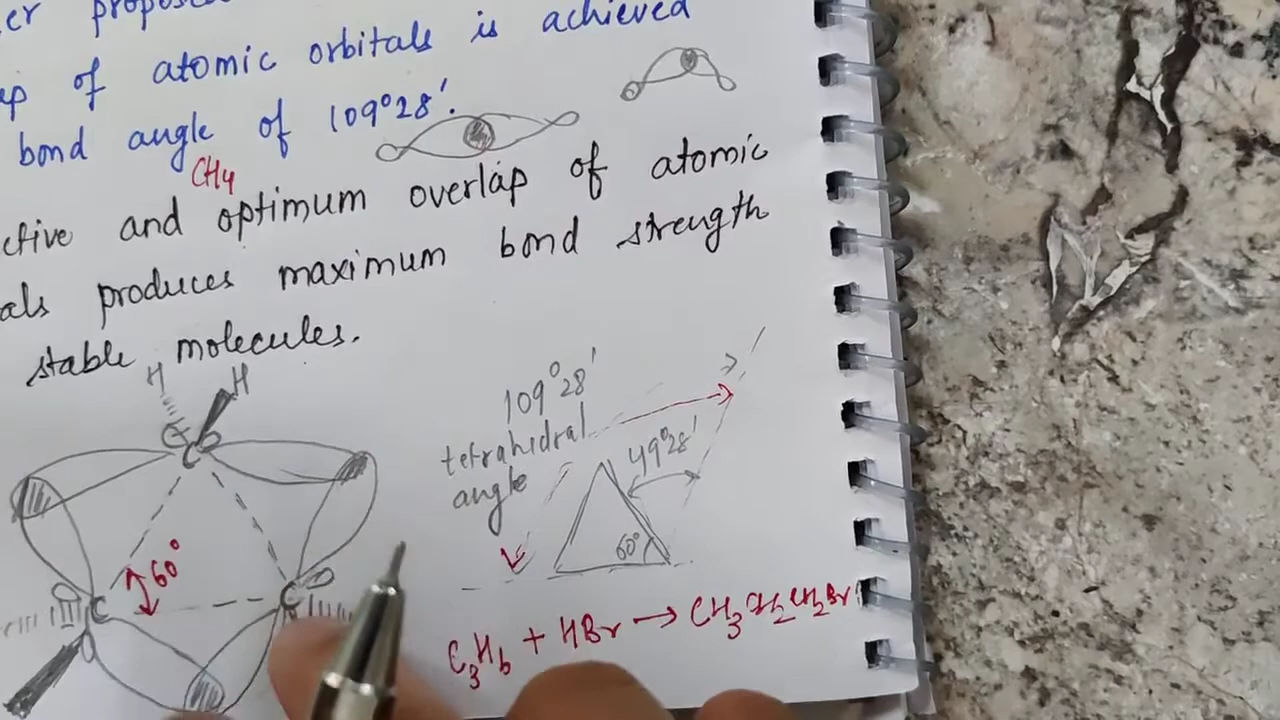 of atomic orbitals is achieved
bond angle of 109°28'.
CH4
and optimum overlap of atomic
als produces maximum bond strength
stable molecules.
H H
C
109°28'
tetrahedral
angle
49°28'
60°
60°
C C
C3H6 + HBr → CH3CH2CH2Br